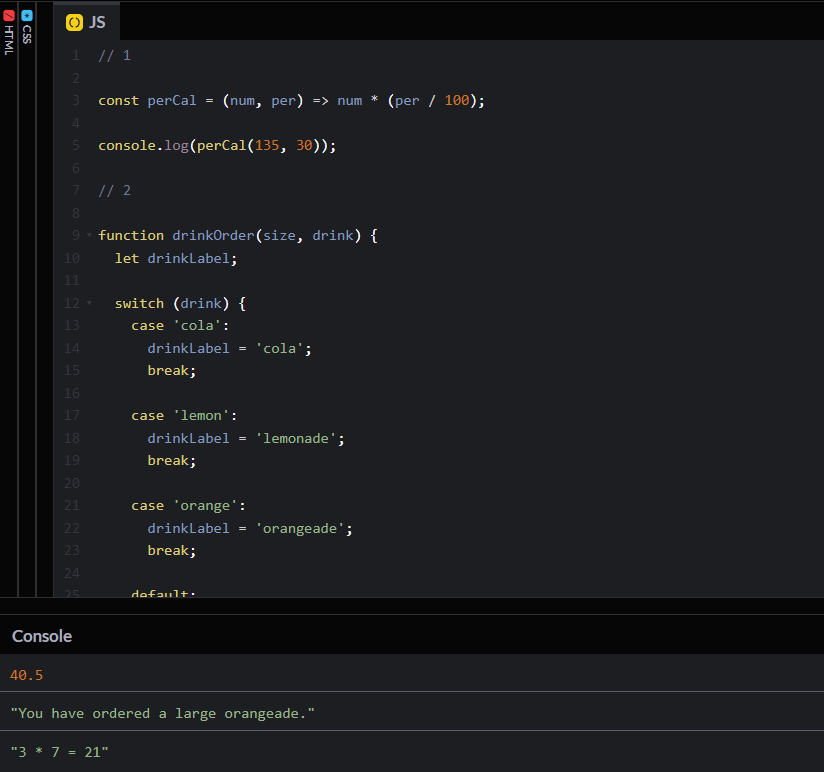 HTML
CSS
() JS
1 // 1
2
3 const perCal = (num, per) => num * (per / 100);
4
5 console.log(perCal(135, 30));
6
7 // 2
8
9 function drinkOrder(size, drink) {
10   let drinkLabel;
11
12   switch (drink) {
13     case 'cola':
14       drinkLabel = 'cola';
15       break;
16
17     case 'lemon':
18       drinkLabel = 'lemonade';
19       break;
20
21     case 'orange':
22       drinkLabel = 'orangeade';
23       break;
24
25     default:
Console
40.5
"You have ordered a large orangeade."
"3 * 7 = 21"